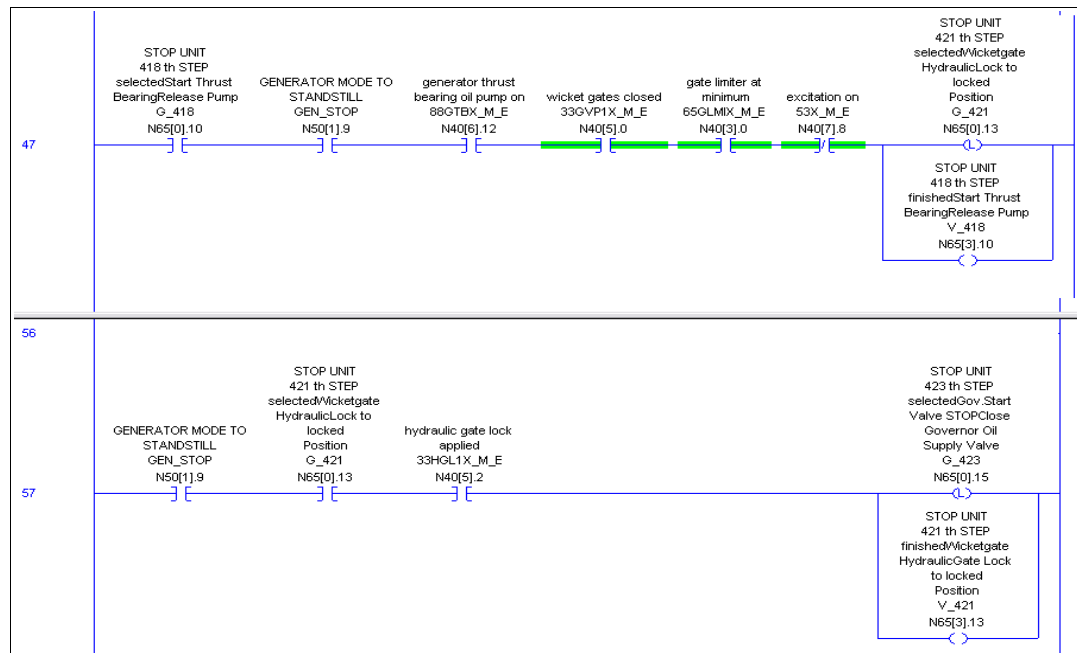 STOP UNIT
418 th STEP
selectedStart Thrust
BearingRelease Pump
G_418
N65[0].10
GENERATOR MODE TO
STANDSTILL
GEN_STOP
N50[1].9
generator thrust
bearing oil pump on
88GTBX_M_E
N40[6].12
wicket gates closed
33GVP1X_M_E
N40[5].0
gate limiter at
minimum
65GLMIX_M_E
N40[3].0
excitation on
53X_M_E
N40[7].8
STOP UNIT
421 th STEP
selectedWicketgate
HydraulicLock to
locked
Position
G_421
N65[0].13
L
47
STOP UNIT
418 th STEP
finishedStart Thrust
BearingRelease Pump
V_418
N65[3].10
56
GENERATOR MODE TO
STANDSTILL
GEN_STOP
N50[1].9
STOP UNIT
421 th STEP
selectedWicketgate
HydraulicLock to
locked
Position
G_421
N65[0].13
hydraulic gate lock
applied
33HGL1X_M_E
N40[5].2
STOP UNIT
423 th STEP
selectedGov.Start
Valve STOPClose
Governor Oil
Supply Valve
G_423
N65[0].15
L
57
STOP UNIT
421 th STEP
finishedWicketgate
HydraulicGate Lock
to locked
Position
V_421
N65[3].13